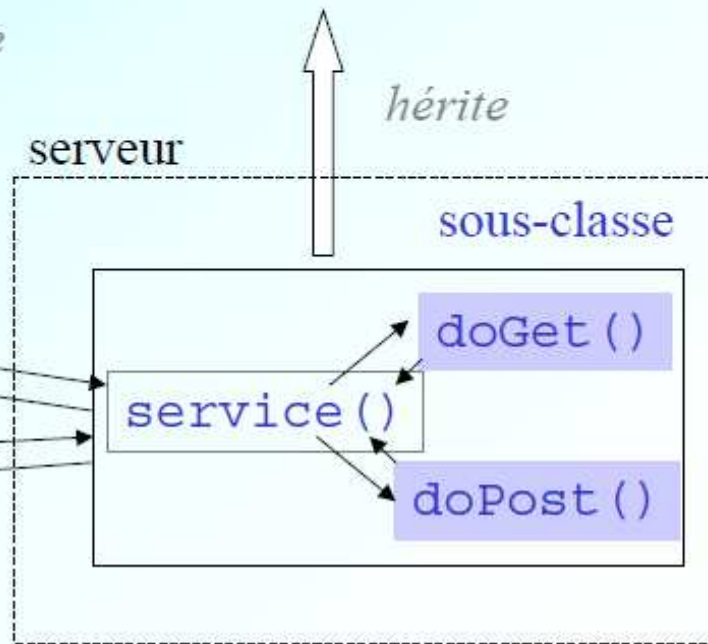 hérite
serveur
sous-classe
doGet()
service()
doPost()